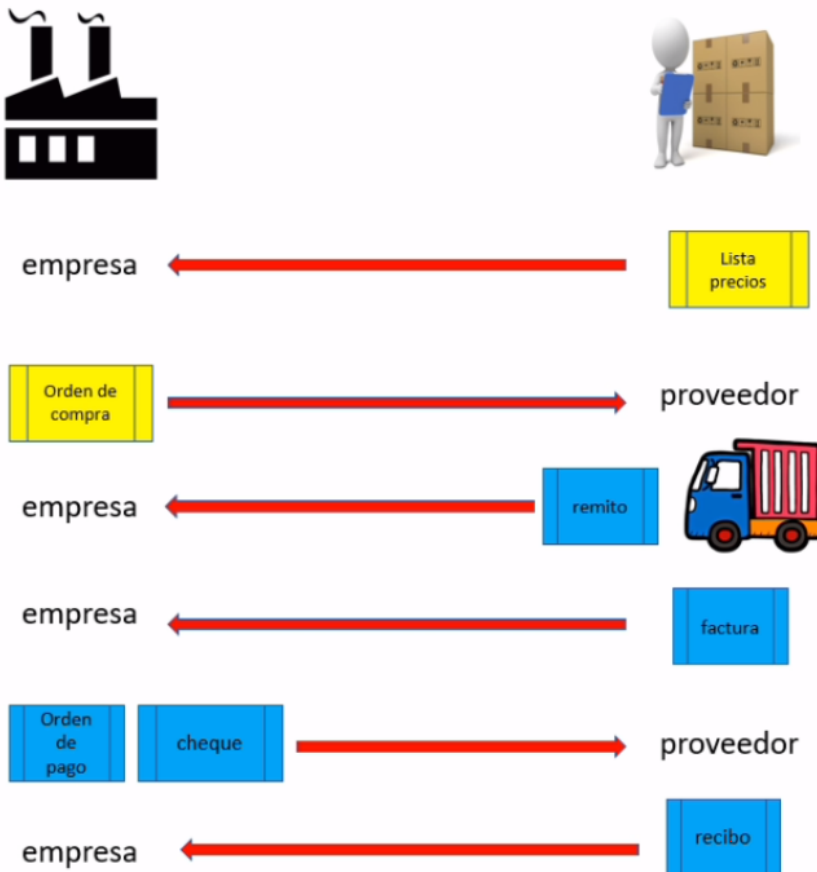 empresa
Lista
precios
Orden de
compra
proveedor
empresa
remito
empresa
factura
Orden
de
pago
cheque
proveedor
empresa
recibo